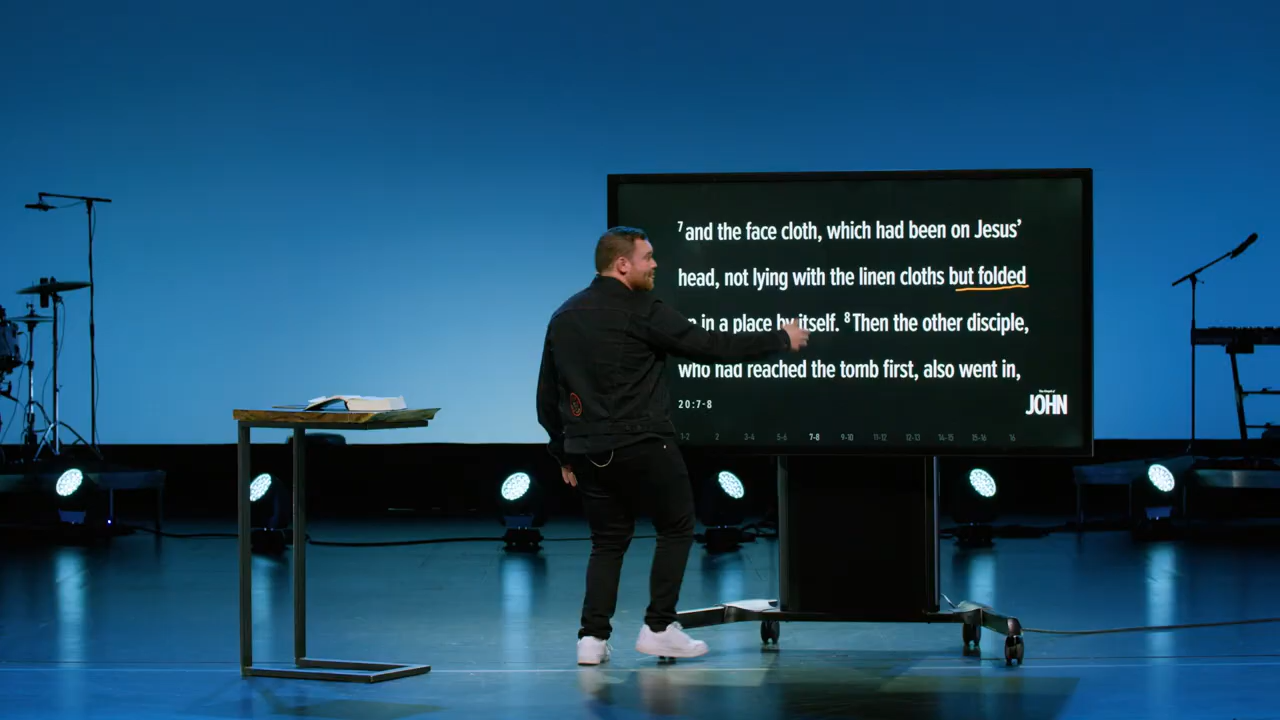 7 and the face cloth, which had been on Jesus'
head, not lying with the linen cloths but folded
in a place by itself. 8 Then the other disciple,
who had reached the tomb first, also went in,
20:7-8
JOHN
1-2 2 3-4 5-6 7-8 9-10 11-12 12-13 14-15 15-16 16